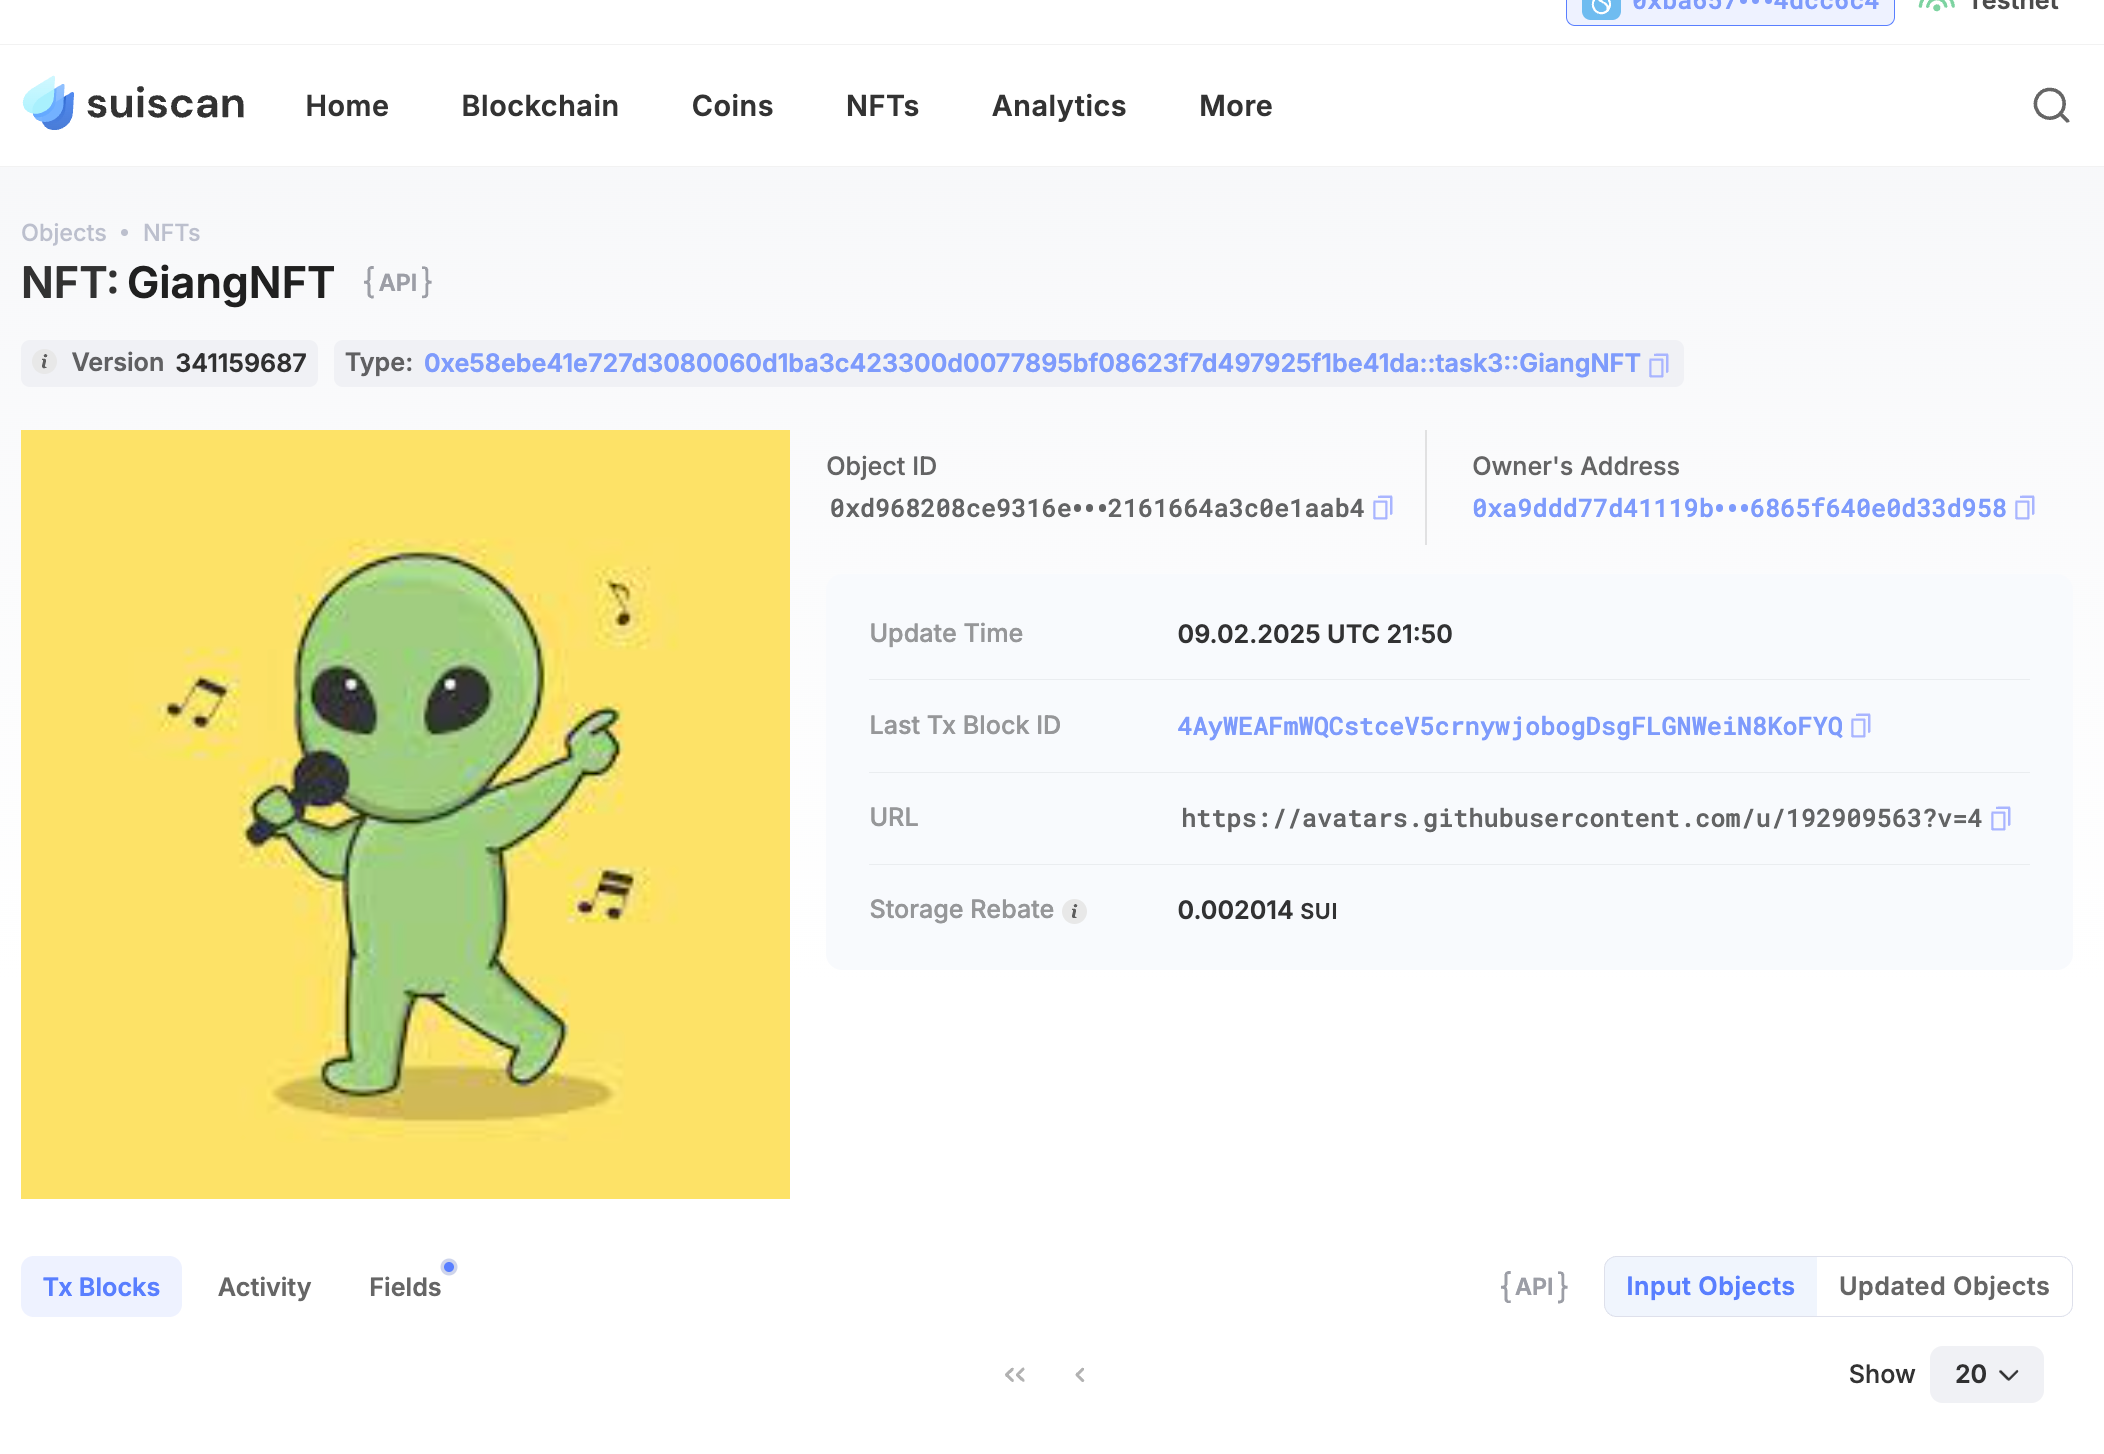 0xba657•••4dcc6c4 Testnet
suiscan Home Blockchain Coins NFTs Analytics More
Objects • NFTs
NFT: GiangNFT {API}
i Version 341159687 Type: 0xe58ebe41e727d3080060d1ba3c423300d0077895bf08623f7d497925f1be41da::task3::GiangNFT
Object ID
0xd968208ce9316e•••2161664a3c0e1aab4
Owner's Address
0xa9ddd77d41119b•••6865f640e0d33d958
Update Time 09.02.2025 UTC 21:50
Last Tx Block ID 4AyWEAFmWQCstceV5crnywjobogDsgFLGNWeiN8KoFYQ
URL https://avatars.githubusercontent.com/u/192909563?v=4
Storage Rebate i 0.002014 SUI
Tx Blocks Activity Fields {API} Input Objects Updated Objects
Show 20